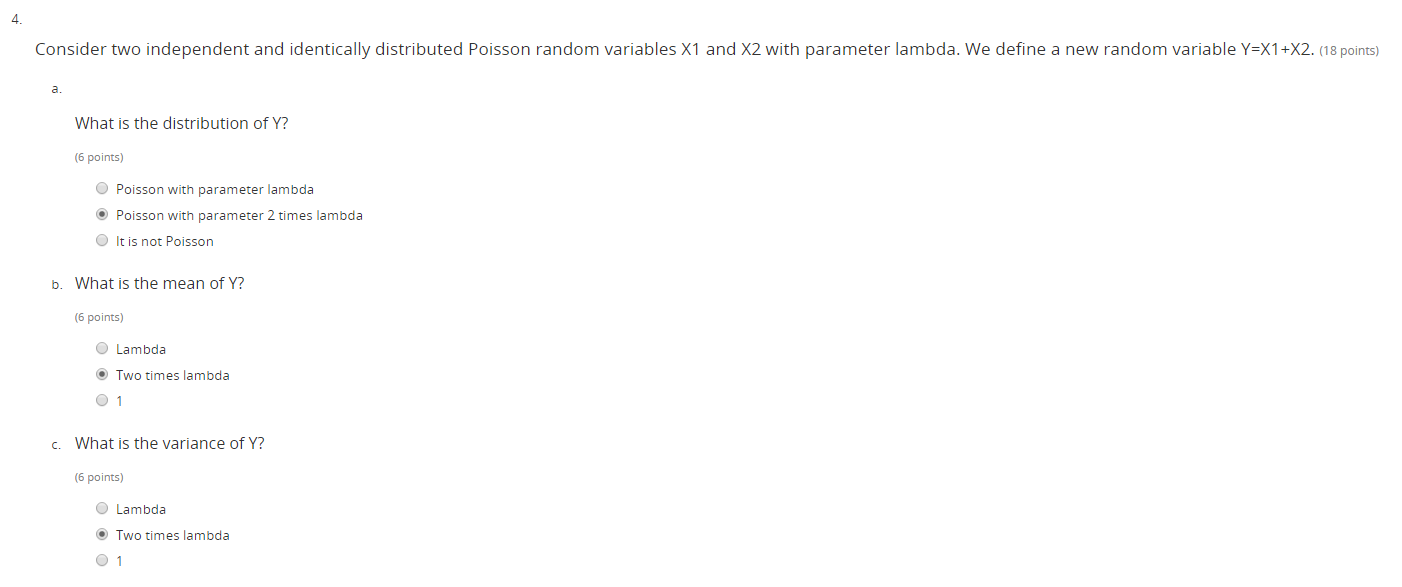 4.
Consider two independent and identically distributed Poisson random variables X1 and X2 with parameter lambda. We define a new random variable Y=X1+X2. (18 points)
a.
What is the distribution of Y?
(6 points)
Poisson with parameter lambda
Poisson with parameter 2 times lambda
It is not Poisson
b. What is the mean of Y?
(6 points)
Lambda
Two times lambda
1
c. What is the variance of Y?
(6 points)
Lambda
Two times lambda
1